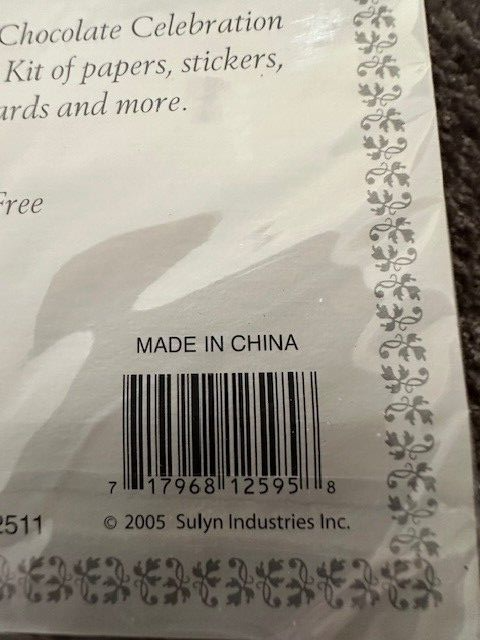 Chocolate Celebration
Kit of papers, stickers,
and more.
Free
MADE IN CHINA
7 17968 12595 8
2511 © 2005 Sulyn Industries Inc.